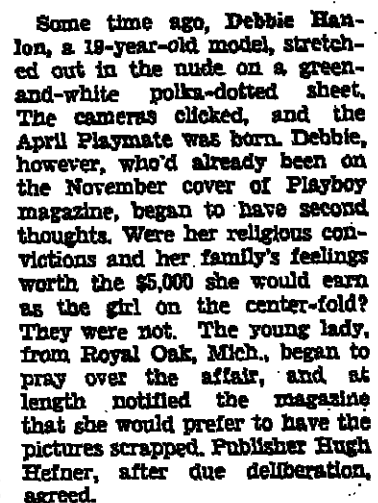 Some time ago, Debbie Han-
lon, a 19-year-old model, stretch-
ed out in the nude on a green-
and-white polka-dotted sheet.
The cameras clicked, and the
April Playmate was born. Debbie,
however, who'd already been on
the November cover of Playboy
magazine, began to have second
thoughts. Were her religious con-
victions and her family's feelings
worth the $5,000 she would earn
as the girl on the center-fold?
They were not. The young lady,
from Royal Oak, Mich., began to
pray over the affair, and at
length notified the magazine
that she would prefer to have the
pictures scrapped. Publisher Hugh
Hefner, after due deliberation,
agreed.